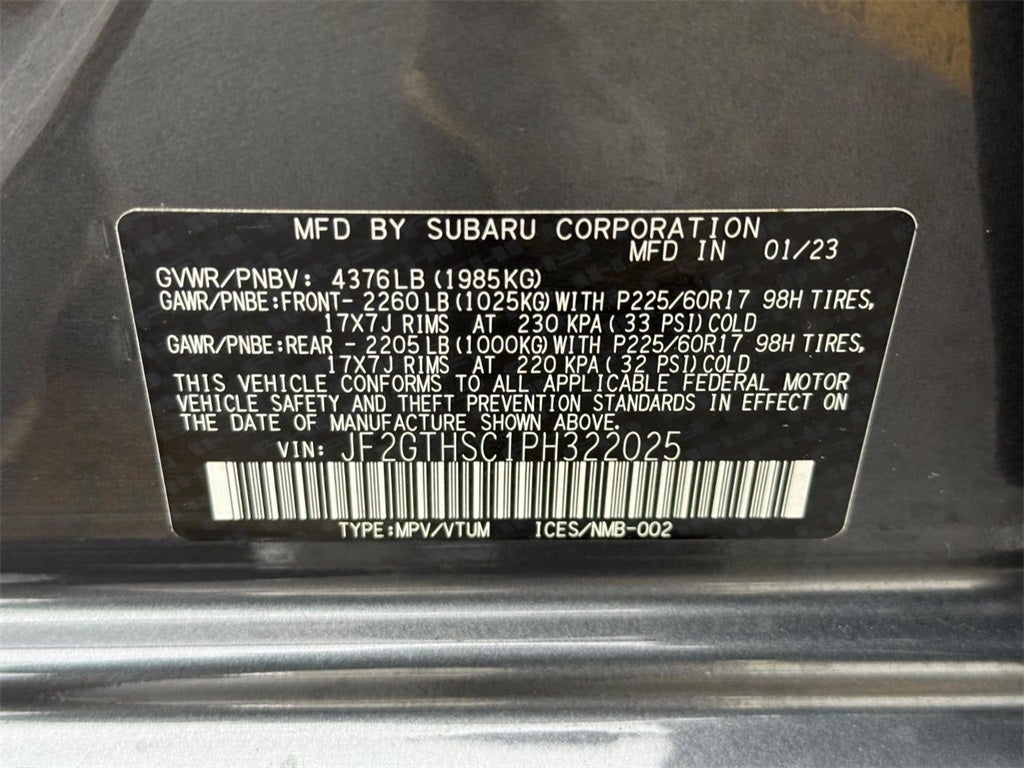 MFD BY SUBARU CORPORATION
MFD IN 01/23
GVWR/PNBV: 4376LB(1985KG)
GAWR/PNBE:FRONT- 2260LB(1025KG)WITH P225/60R17 98H TIRES,
17X7J RIMS AT 230 KPA(33 PSI)COLD
GAWR/PNBE:REAR - 2205LB(1000KG)WITH P225/60R17 98H TIRES,
17X7J RIMS AT 220 KPA(32 PSI)COLD
THIS VEHICLE CONFORMS TO ALL APPLICABLE FEDERAL MOTOR
VEHICLE SAFETY AND THEFT PREVENTION STANDARDS IN EFFECT ON
THE DATE OF MANUFACTURE SHOWN ABOVE.
VIN: JF2GTHSC1PH322025
TYPE:MPV/VTUM ICES/NMB-002